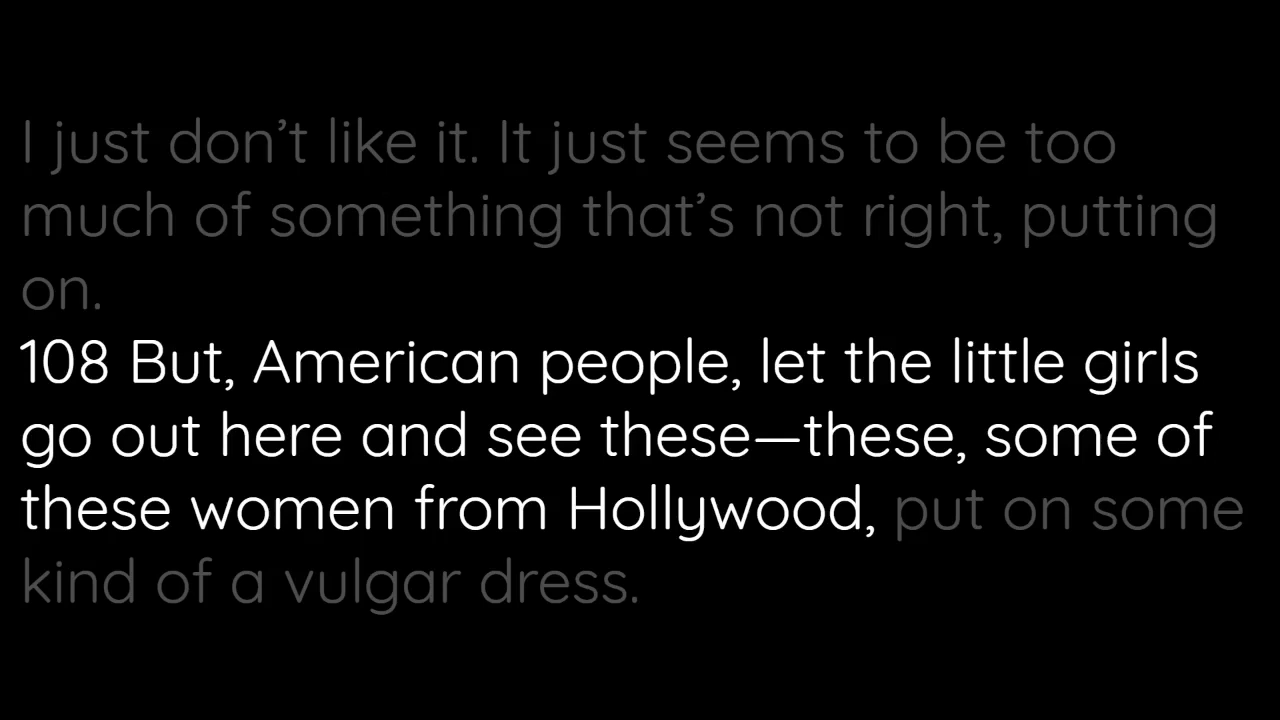 I just don’t like it. It just seems to be too
much of something that’s not right, putting
on.
108 But, American people, let the little girls
go out here and see these—these, some of
these women from Hollywood, put on some
kind of a vulgar dress.